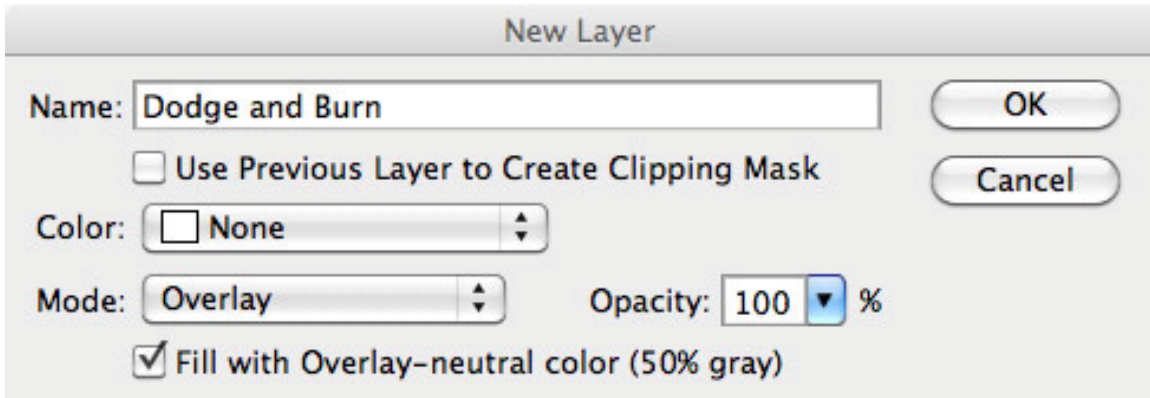 New Layer
Name: Dodge and Burn
OK
Use Previous Layer to Create Clipping Mask
Cancel
Color: None
Mode: Overlay Opacity: 100 %
Fill with Overlay-neutral color (50% gray)